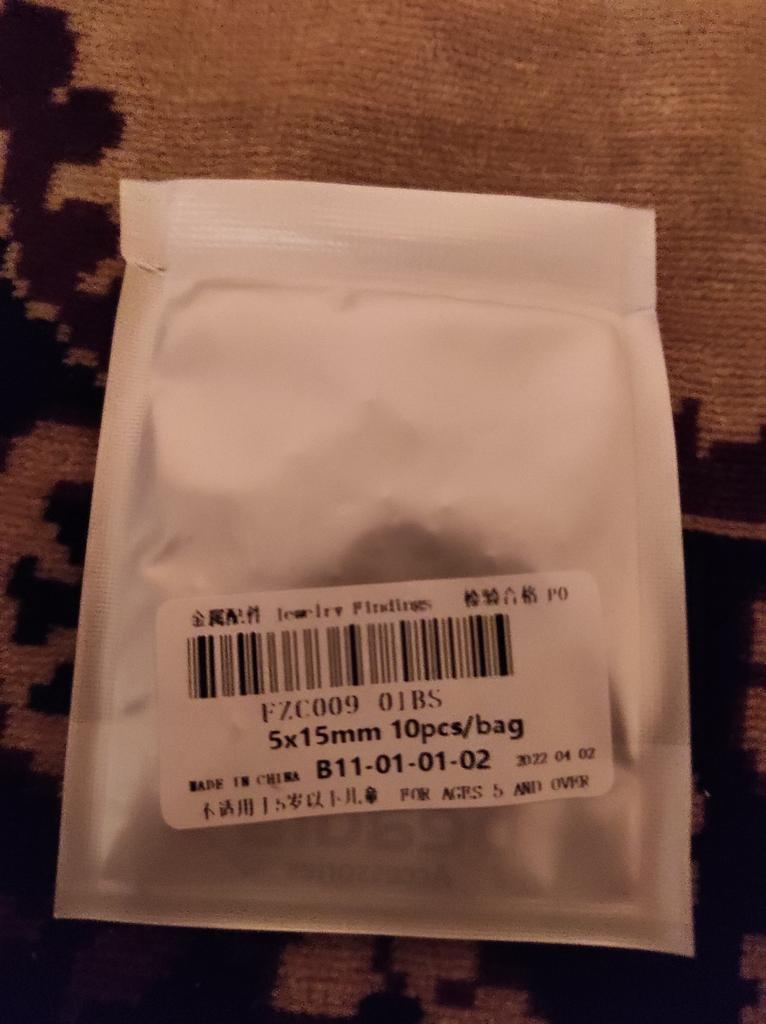 金属配件 Jewelry Findings 检验合格 PO
FZC009 01BS
5x15mm 10pcs/bag
MADE IN CHINA B11-01-01-02 2022 04 02
不适用于5岁以下儿童 FOR AGES 5 AND OVER
Accessories